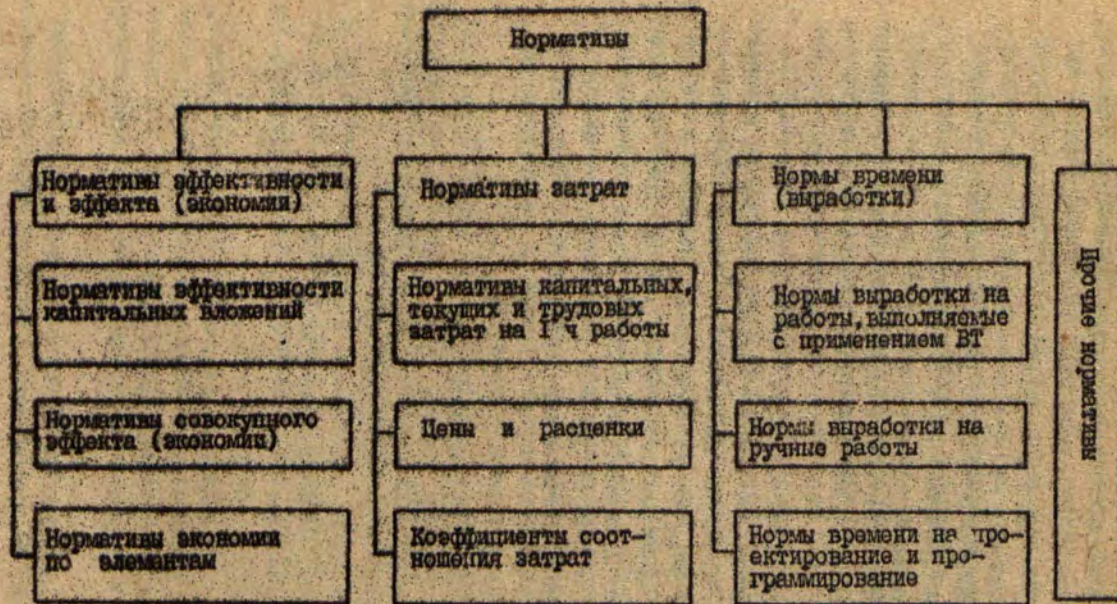 Нормативы
Нормативы эффективности
и эффекта (экономии)
Нормативы эффективности
капитальных вложений
Нормативы совокупного
эффекта (экономии)
Нормативы экономии
по элементам
Нормативы затрат
Нормативы капитальных,
текущих и трудовых
затрат на I ч работы
Цены и расценки
Коэффициенты соот-
ношения затрат
Нормы времени
(выработки)
Нормы выработки на
работы, выполняемые
с применением ВТ
Нормы выработки на
ручные работы
Нормы времени на про-
ектирование и про-
граммирование
Прочие нормативы